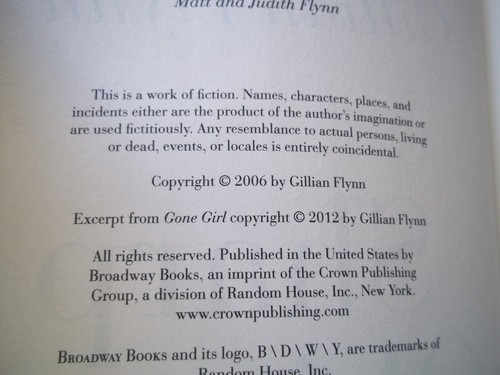 Matt and Judith Flynn
This is a work of fiction. Names, characters, places, and
incidents either are the product of the author's imagination or
are used fictitiously. Any resemblance to actual persons, living
or dead, events, or locales is entirely coincidental.
Copyright © 2006 by Gillian Flynn
Excerpt from Gone Girl copyright © 2012 by Gillian Flynn
All rights reserved. Published in the United States by
Broadway Books, an imprint of the Crown Publishing
Group, a division of Random House, Inc., New York.
www.crownpublishing.com
BROADWAY BOOKS and its logo, B \ D \ W \ Y, are trademarks of
Random House, Inc.